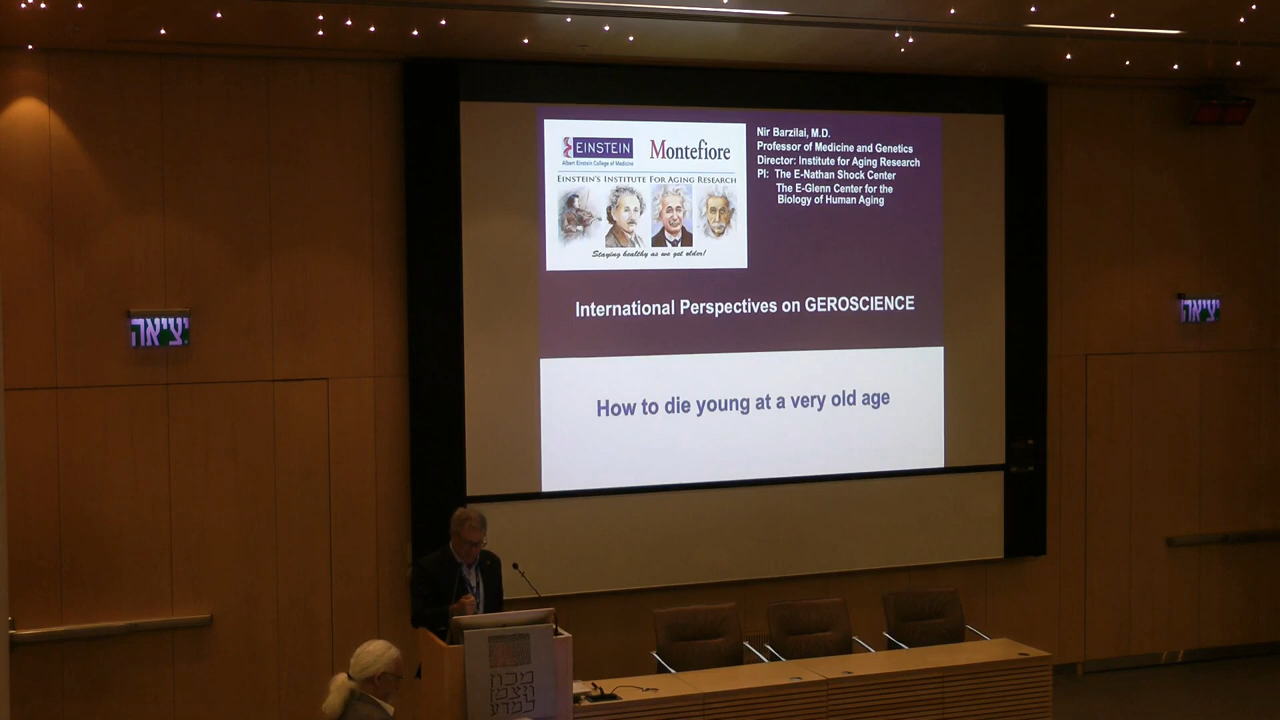 EINSTEIN
Albert Einstein College of Medicine
Montefiore
EINSTEIN'S INSTITUTE FOR AGING RESEARCH
Staying healthy as we get older!
Nir Barzilai, M.D.
Professor of Medicine and Genetics
Director: Institute for Aging Research
PI: The E-Nathan Shock Center
The E-Glenn Center for the
Biology of Human Aging
International Perspectives on GEROSCIENCE
How to die young at a very old age
יציאה
יציאה
מכון
ויצמן
למדע